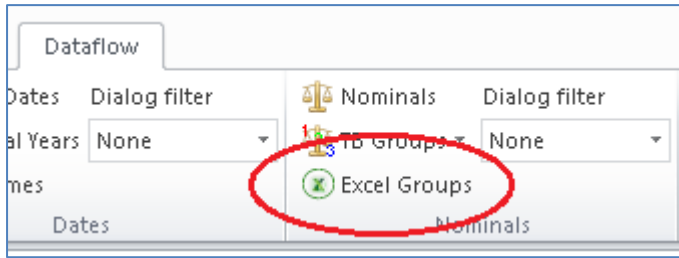 Dataflow
Dates Dialog filter Nominals Dialog filter
al Years None TB Groups None
mes Excel Groups
Dates Nominals